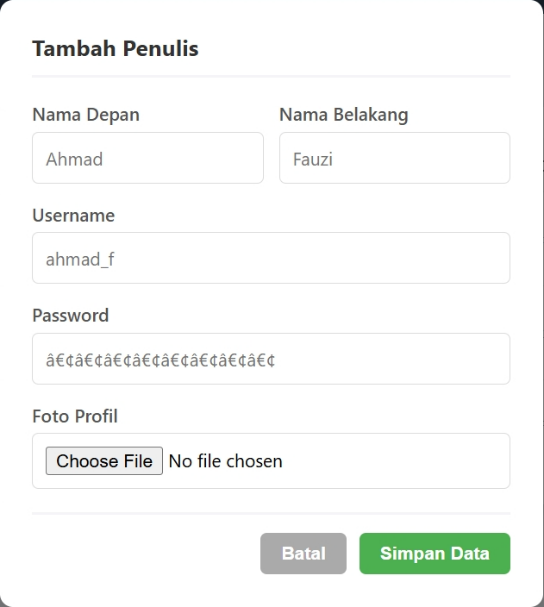 Tambah Penulis
Nama Depan Nama Belakang
Ahmad Fauzi
Username
ahmad_f
Password
•••••••â€¢
Foto Profil
Choose File No file chosen
Batal Simpan Data